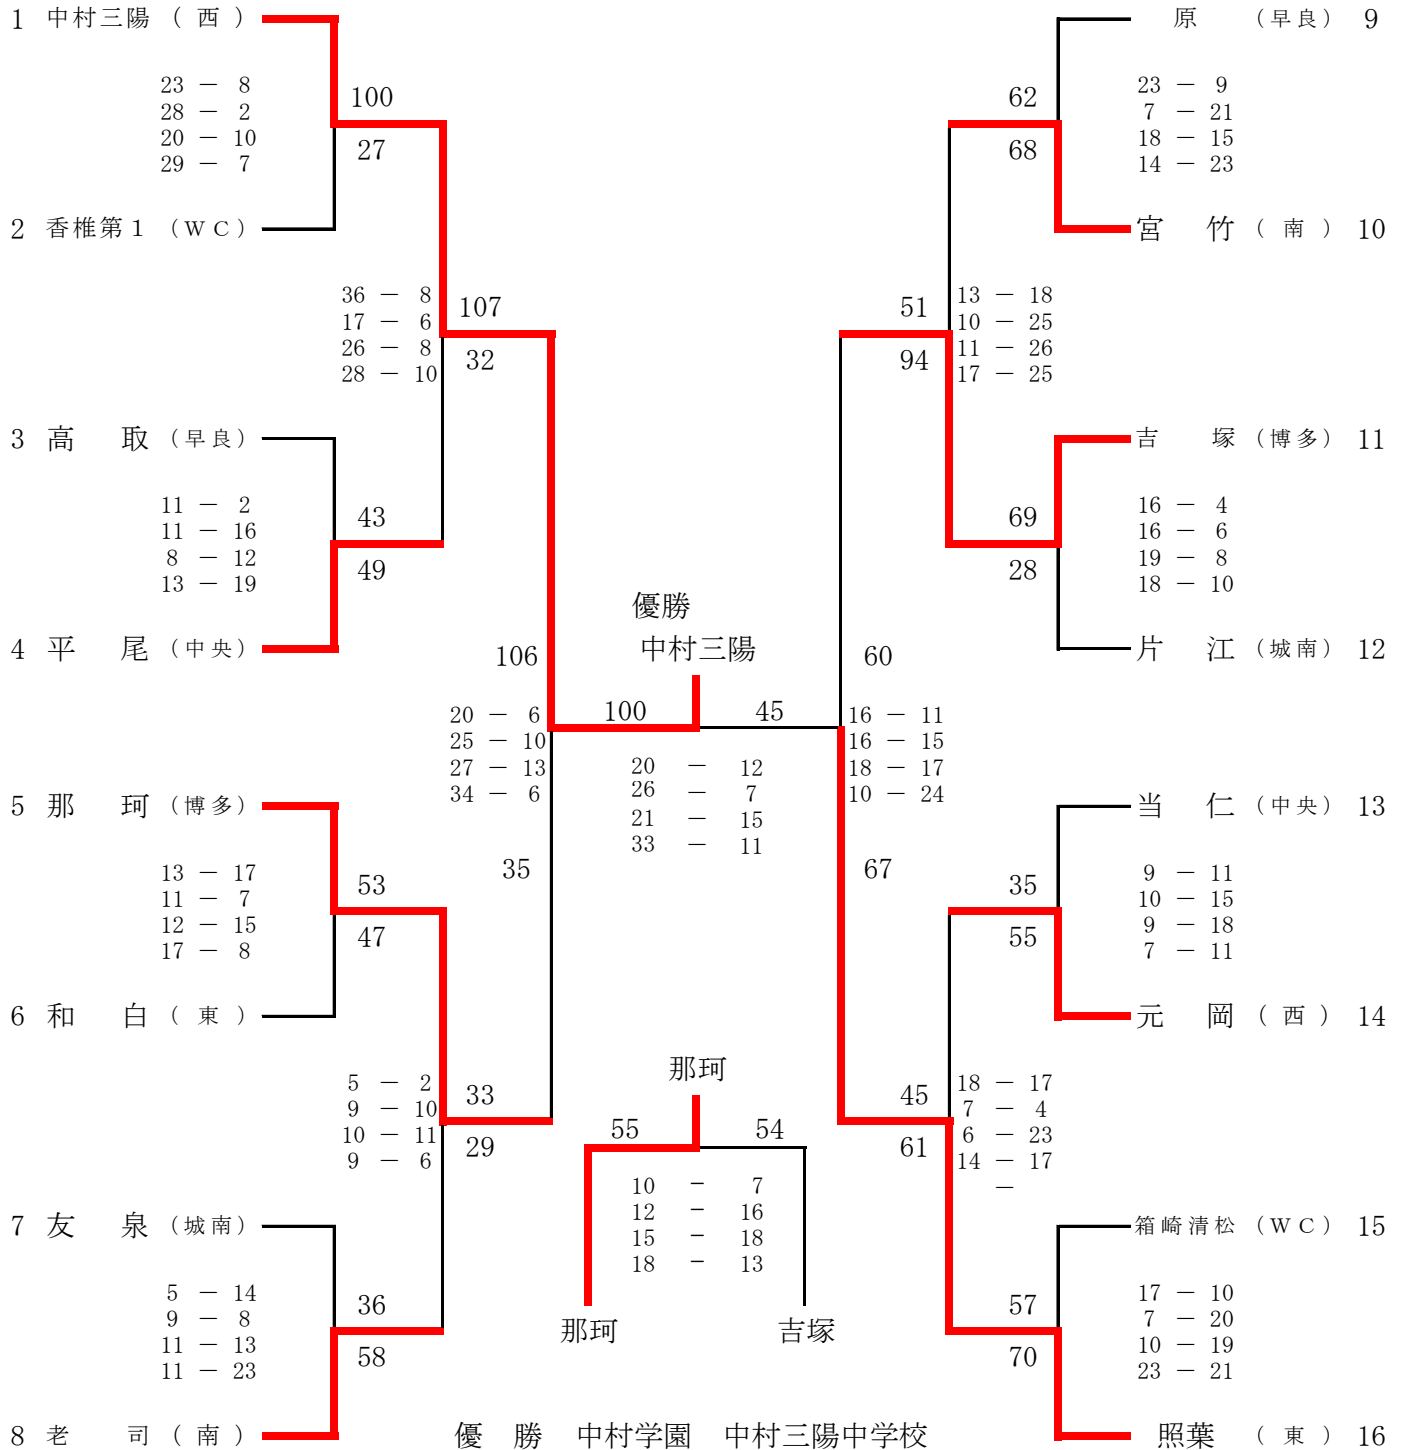 1 中村三陽 （ 西 ）
23 － 8
28 － 2
20 － 10
29 － 7
100
27
2 香椎第１ （ＷＣ）
36 － 8
17 － 6
26 － 8
28 － 10
107
32
3 高 取 （早良）
11 － 2
11 － 16
8 － 12
13 － 19
43
49
4 平 尾 （中央）
106
20 － 6
25 － 10
27 － 13
34 － 6
35
5 那 珂 （博多）
13 － 17
11 － 7
12 － 15
17 － 8
53
47
6 和 白 （ 東 ）
5 － 2
9 － 10
10 － 11
9 － 6
33
29
7 友 泉 （城南）
5 － 14
9 － 8
11 － 13
11 － 23
36
58
8 老 司 （ 南 ）
優勝
中村三陽
100 45
20 － 12
26 － 7
21 － 15
33 － 11
那珂
55 54
10 － 7
12 － 16
15 － 18
18 － 13
那珂 吉塚
原 （早良） 9
62
68
23 － 9
7 － 21
18 － 15
14 － 23
宮 竹 （ 南 ） 10
51
94
13 － 18
10 － 25
11 － 26
17 － 25
吉 塚 （博多） 11
69
28
16 － 4
16 － 6
19 － 8
18 － 10
片 江 （城南） 12
60
16 － 11
16 － 15
18 － 17
10 － 24
67
当 仁 （中央） 13
35
55
9 － 11
10 － 15
9 － 18
7 － 11
元 岡 （ 西 ） 14
45
61
18 － 17
7 － 4
6 － 23
14 － 17
－
箱崎清松 （ＷＣ） 15
57
70
17 － 10
7 － 20
10 － 19
23 － 21
照葉 （ 東 ） 16
優 勝 中村学園 中村三陽中学校